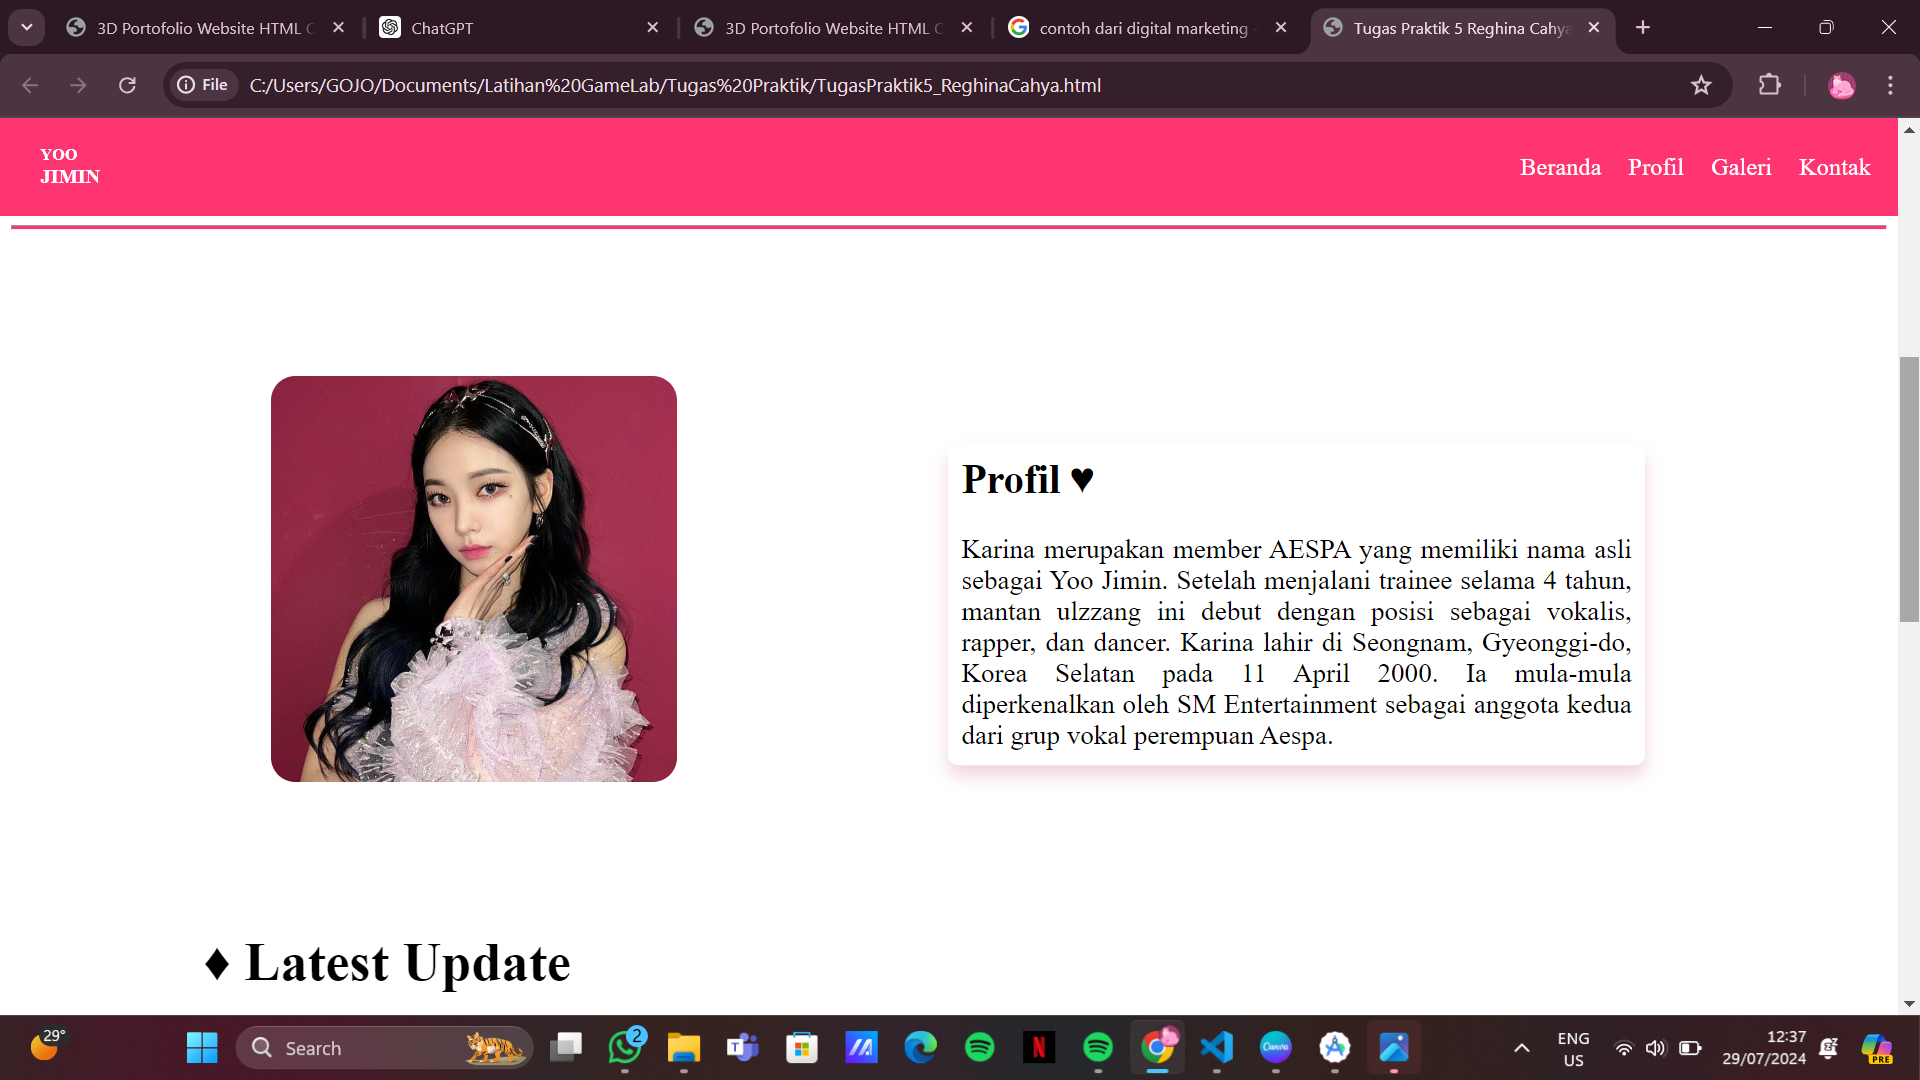 3D Portofolio Website HTML C
ChatGPT
3D Portofolio Website HTML C
contoh dari digital marketing -
Tugas Praktik 5 Reghina Cahya
File
C:/Users/GOJO/Documents/Latihan%20GameLab/Tugas%20Praktik/TugasPraktik5_ReghinaCahya.html
YOO
JIMIN
Beranda
Profil
Galeri
Kontak
Profil ♥
Karina merupakan member AESPA yang memiliki nama asli
sebagai Yoo Jimin. Setelah menjalani trainee selama 4 tahun,
mantan ulzzang ini debut dengan posisi sebagai vokalis,
rapper, dan dancer. Karina lahir di Seongnam, Gyeonggi-do,
Korea Selatan pada 11 April 2000. Ia mula-mula
diperkenalkan oleh SM Entertainment sebagai anggota kedua
dari grup vokal perempuan Aespa.
♦ Latest Update
29°
Search
2
Canva
ENG
US
12:37
29/07/2024
PRE